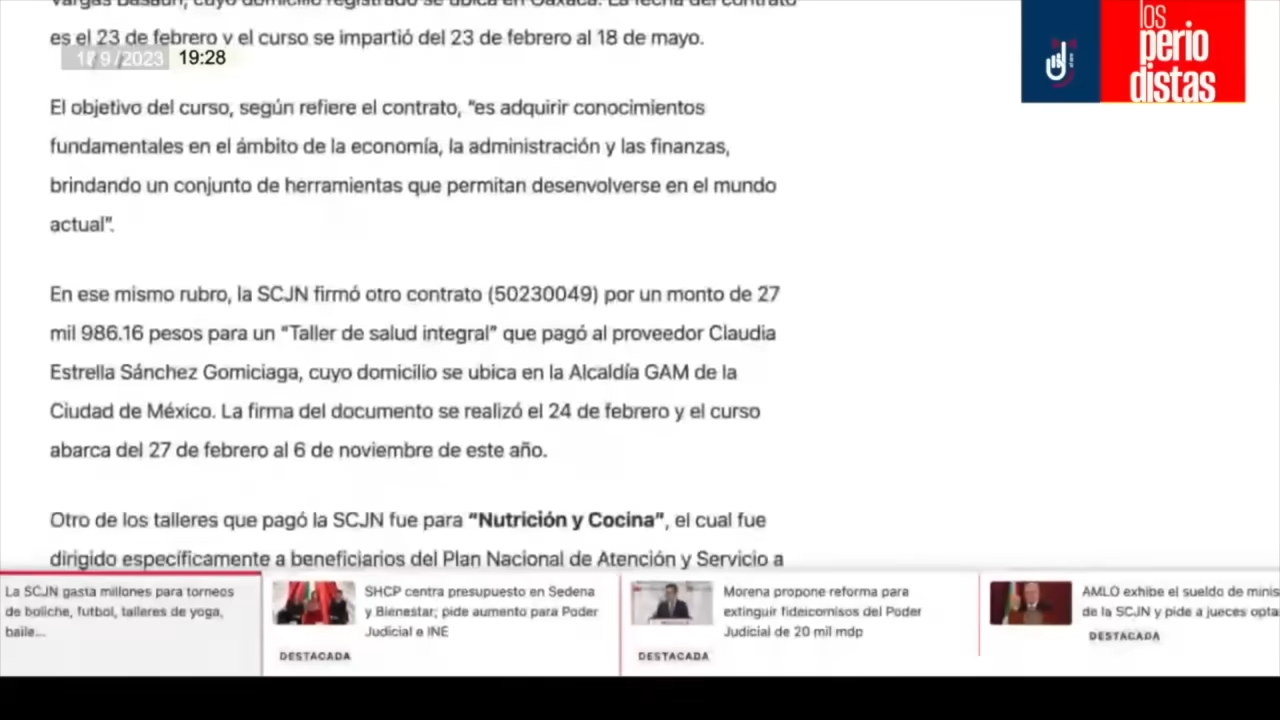 es el 23 de febrero y el curso se impartió del 23 de febrero al 18 de mayo.
19:28
los
perio
distas
El objetivo del curso, según refiere el contrato, “es adquirir conocimientos
fundamentales en el ámbito de la economía, la administración y las finanzas,
brindando un conjunto de herramientas que permitan desenvolverse en el mundo
actual”.
En ese mismo rubro, la SCJN firmó otro contrato (50230049) por un monto de 27
mil 986.16 pesos para un “Taller de salud integral” que pagó al proveedor Claudia
Estrella Sánchez Gomiciaga, cuyo domicilio se ubica en la Alcaldía GAM de la
Ciudad de México. La firma del documento se realizó el 24 de febrero y el curso
abarca del 27 de febrero al 6 de noviembre de este año.
Otro de los talleres que pagó la SCJN fue para “Nutrición y Cocina”, el cual fue
dirigido específicamente a beneficiarios del Plan Nacional de Atención y Servicio a
La SCJN gasta millones para torneos
de boliche, futbol, talleres de yoga,
baile...
SHCP centra presupuesto en Sedena
y Bienestar; pide aumento para Poder
Judicial e INE
DESTACADA
Morena propone reforma para
extinguir fideicomisos del Poder
Judicial de 20 mil mdp
DESTACADA
AMLO exhibe el sueldo de minis
de la SCJN y pide a jueces opta
DESTACADA